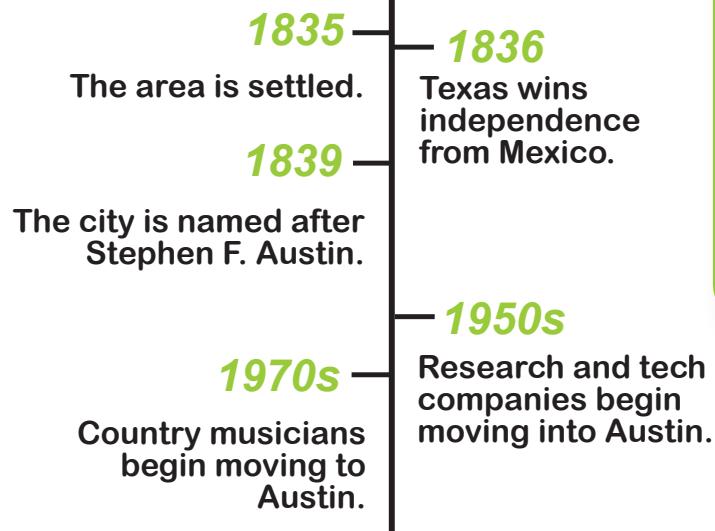 1835
The area is settled.
1836
Texas wins
independence
from Mexico.
1839
The city is named after
Stephen F. Austin.
1950s
Research and tech
companies begin
moving into Austin.
1970s
Country musicians
begin moving to
Austin.